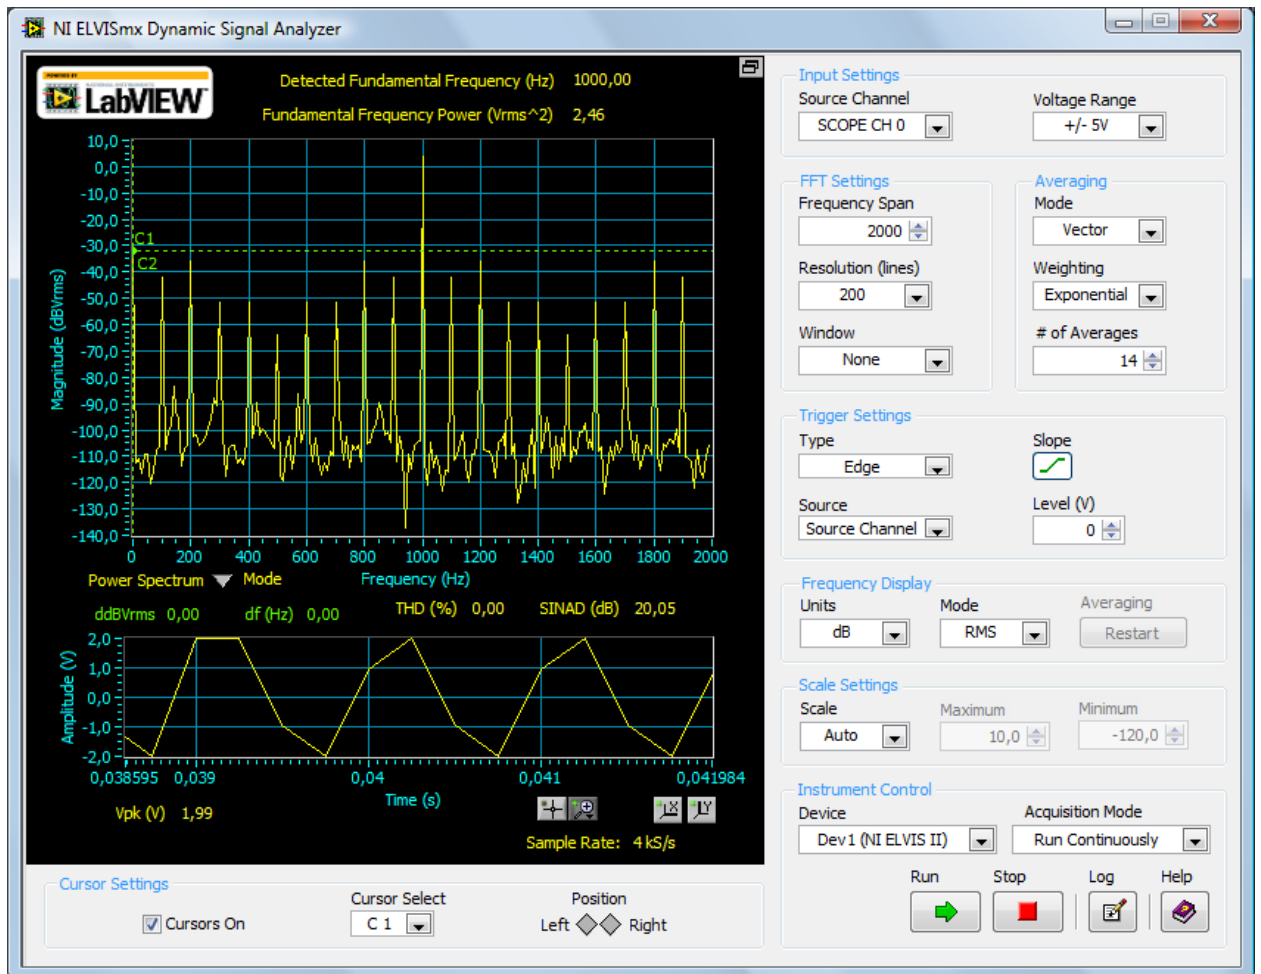 NI ELVISmx Dynamic Signal Analyzer
POWERED BY
NATIONAL INSTRUMENTS
LabVIEW
Detected Fundamental Frequency (Hz) 1000,00
Fundamental Frequency Power (Vrms^2) 2,46
Magnitude (dBVrms)
10,0
0,0
-10,0
-20,0
-30,0
-40,0
-50,0
-60,0
-70,0
-80,0
-90,0
-100,0
-110,0
-120,0
-130,0
-140,0
C1
C2
0 200 400 600 800 1000 1200 1400 1600 1800 2000
Power Spectrum Mode Frequency (Hz)
ddBVrms 0,00 df (Hz) 0,00 THD (%) 0,00 SINAD (dB) 20,05
Amplitude (V)
2,0
1,0
0,0
-1,0
-2,0
0,038595 0,039 0,04 0,041 0,041984
Time (s)
Vpk (V) 1,99
Sample Rate: 4 kS/s
Cursor Settings
Cursors On
Cursor Select
C 1
Position
Left Right
Input Settings
Source Channel Voltage Range
SCOPE CH 0 +/- 5V
FFT Settings
Frequency Span
2000
Resolution (lines)
200
Window
None
Averaging
Mode
Vector
Weighting
Exponential
# of Averages
14
Trigger Settings
Type Slope
Edge
Source Level (V)
Source Channel 0
Frequency Display
Units Mode Averaging
dB RMS Restart
Scale Settings
Scale Maximum Minimum
Auto 10,0 -120,0
Instrument Control
Device Acquisition Mode
Dev1 (NI ELVIS II) Run Continuously
Run Stop Log Help